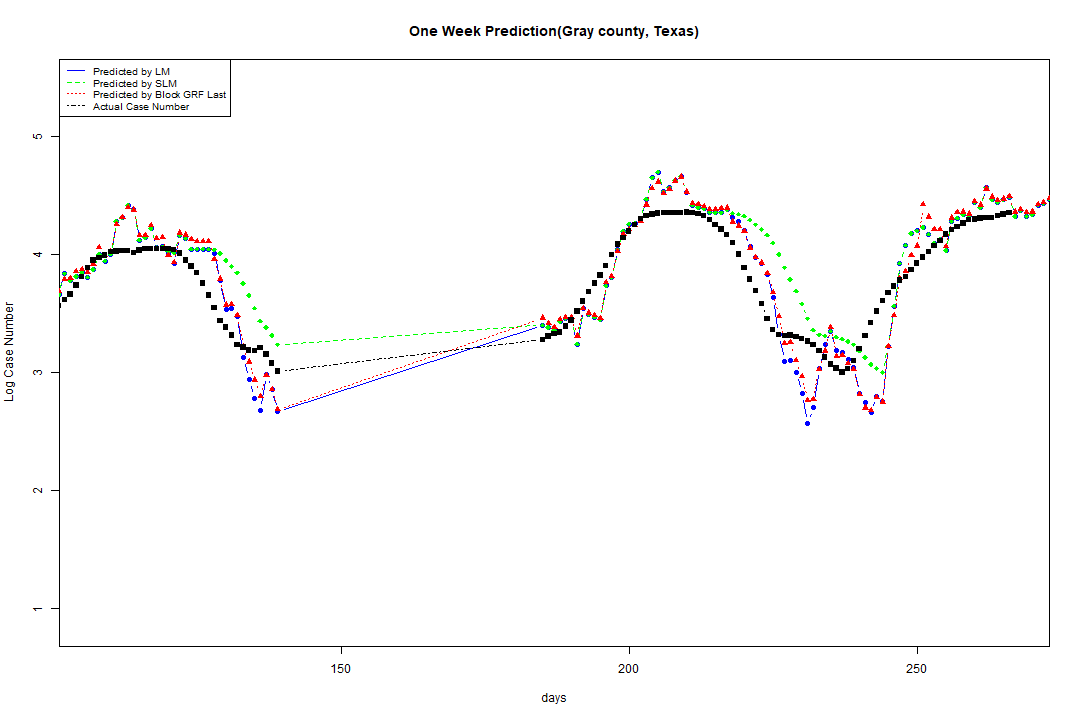 One Week Prediction(Gray county, Texas)
Predicted by LM
Predicted by SLM
Predicted by Block GRF Last
Actual Case Number
5
4
3
2
1
Log Case Number
150
200
250
days